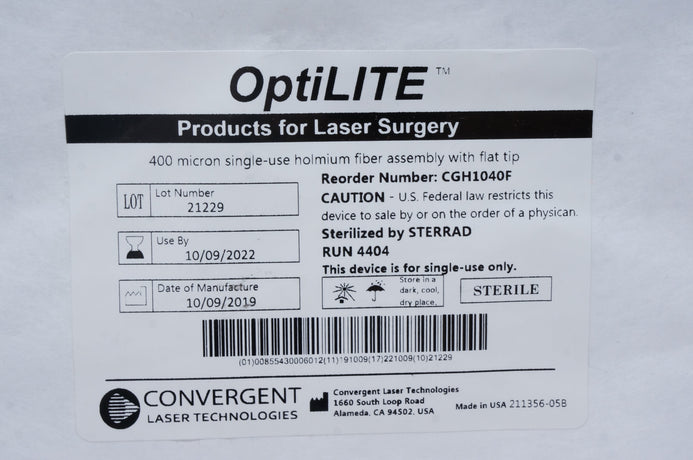 OptiLITE™
Products for Laser Surgery
400 micron single-use holmium fiber assembly with flat tip
LOT Lot Number
21229
Use By
10/09/2022
Date of Manufacture
10/09/2019
Reorder Number: CGH1040F
CAUTION - U.S. Federal law restricts this
device to sale by or on the order of a physican.
Sterilized by STERRAD
RUN 4404
This device is for single-use only.
Store in a
dark, cool,
dry place.
STERILE
(01)00855430006012(11)191009(17)221009(10)21229
CONVERGENT
LASER TECHNOLOGIES
Convergent Laser Technologies
1660 South Loop Road
Alameda, CA 94502, USA
Made in USA 211356-05B